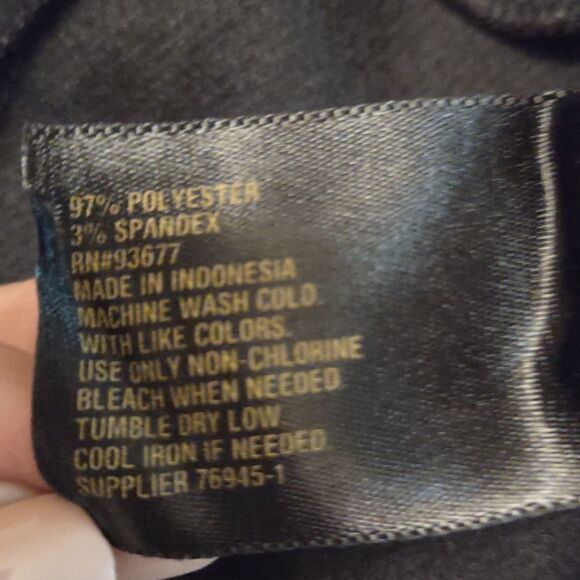 97% POLYESTER
3% SPANDEX
RN#93677
MADE IN INDONESIA
MACHINE WASH COLD
WITH LIKE COLORS.
USE ONLY NON-CHLORINE
BLEACH WHEN NEEDED
TUMBLE DRY LOW
COOL IRON IF NEEDED
SUPPLIER 76945-1